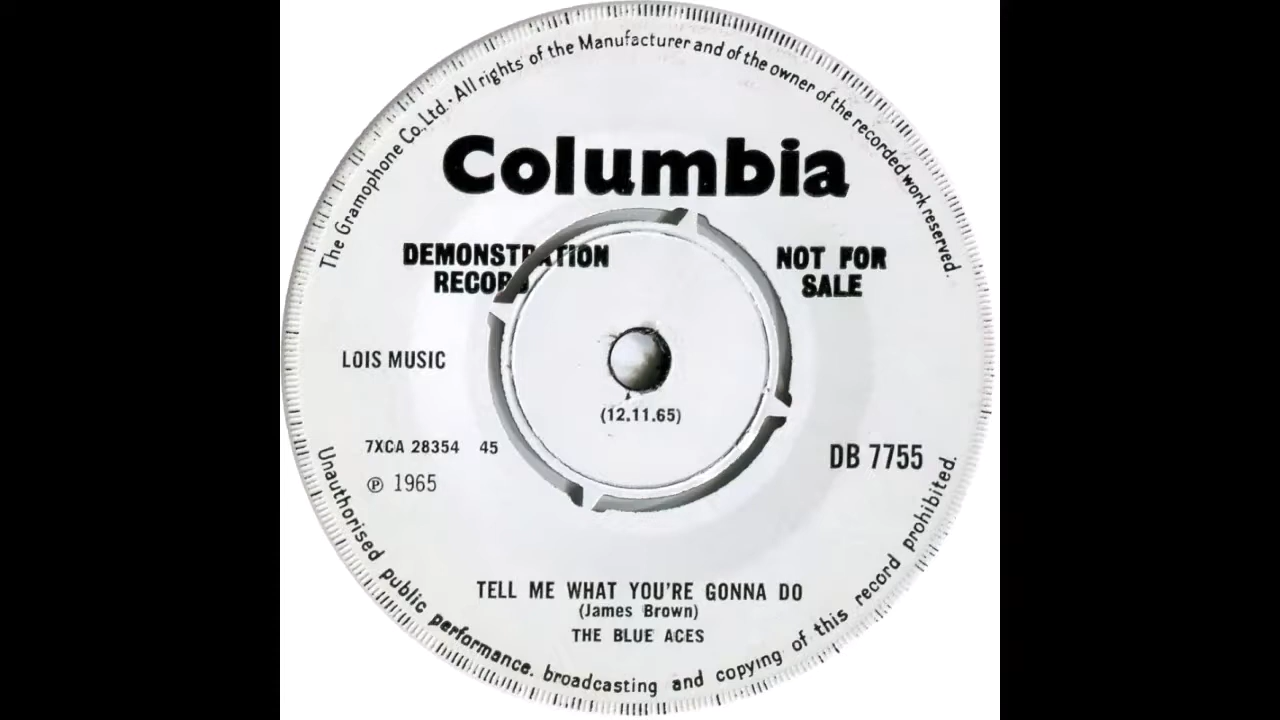 The Gramophone Co., Ltd. · All rights of the Manufacturer and of the owner of the recorded work reserved.
Columbia
DEMONSTRATION
RECORD
NOT FOR
SALE
LOIS MUSIC
(12.11.65)
7XCA 28354 45
DB 7755
℗ 1965
TELL ME WHAT YOU'RE GONNA DO
(James Brown)
THE BLUE ACES
Unauthorised public performance. broadcasting and copying of this record prohibited.